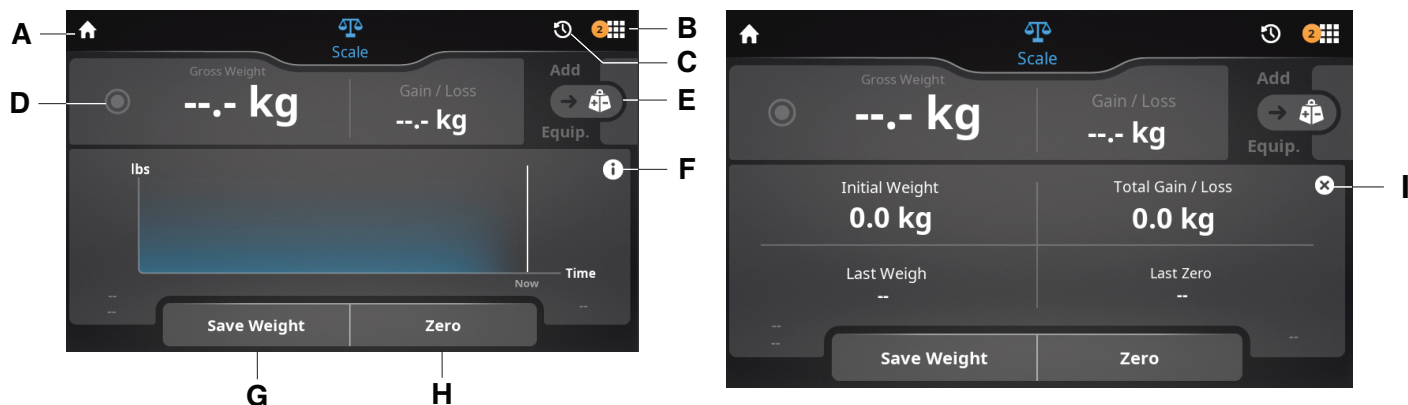 A
B
C
D
E
F
G
H
2
Scale
Gross Weight
--.- kg
Gain / Loss
--.- kg
Add
Equip.
lbs
Time
Now
--
--
--
Save Weight
Zero
2
Scale
Gross Weight
--.- kg
Gain / Loss
--.- kg
Add
Equip.
Initial Weight
0.0 kg
Total Gain / Loss
0.0 kg
I
Last Weigh
--
Last Zero
--
--
--
--
Save Weight
Zero